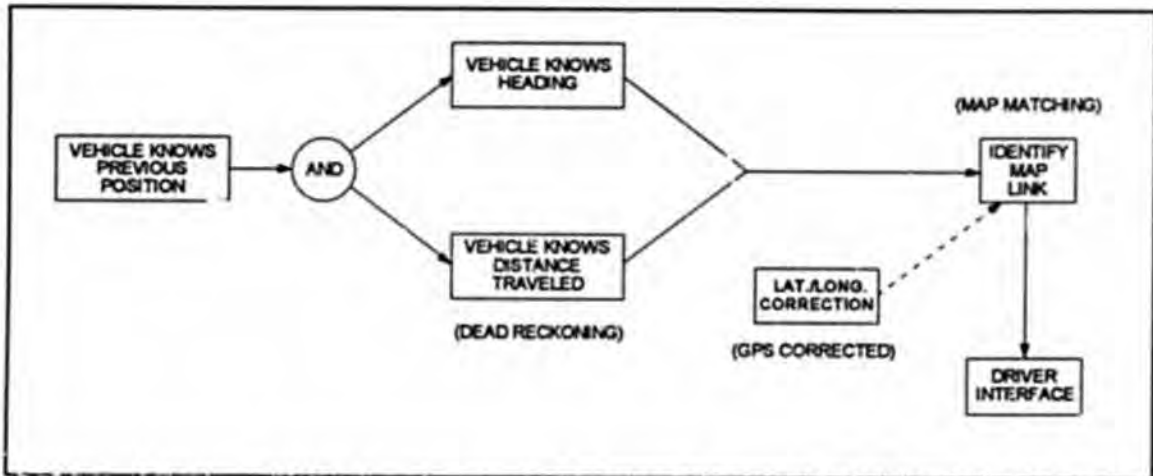 VEHICLE KNOWS
PREVIOUS
POSITION
AND
VEHICLE KNOWS
HEADING
VEHICLE KNOWS
DISTANCE
TRAVELED
(DEAD RECKONING)
(MAP MATCHING)
IDENTIFY
MAP
LINK
LAT./LONG.
CORRECTION
(GPS CORRECTED)
DRIVER
INTERFACE